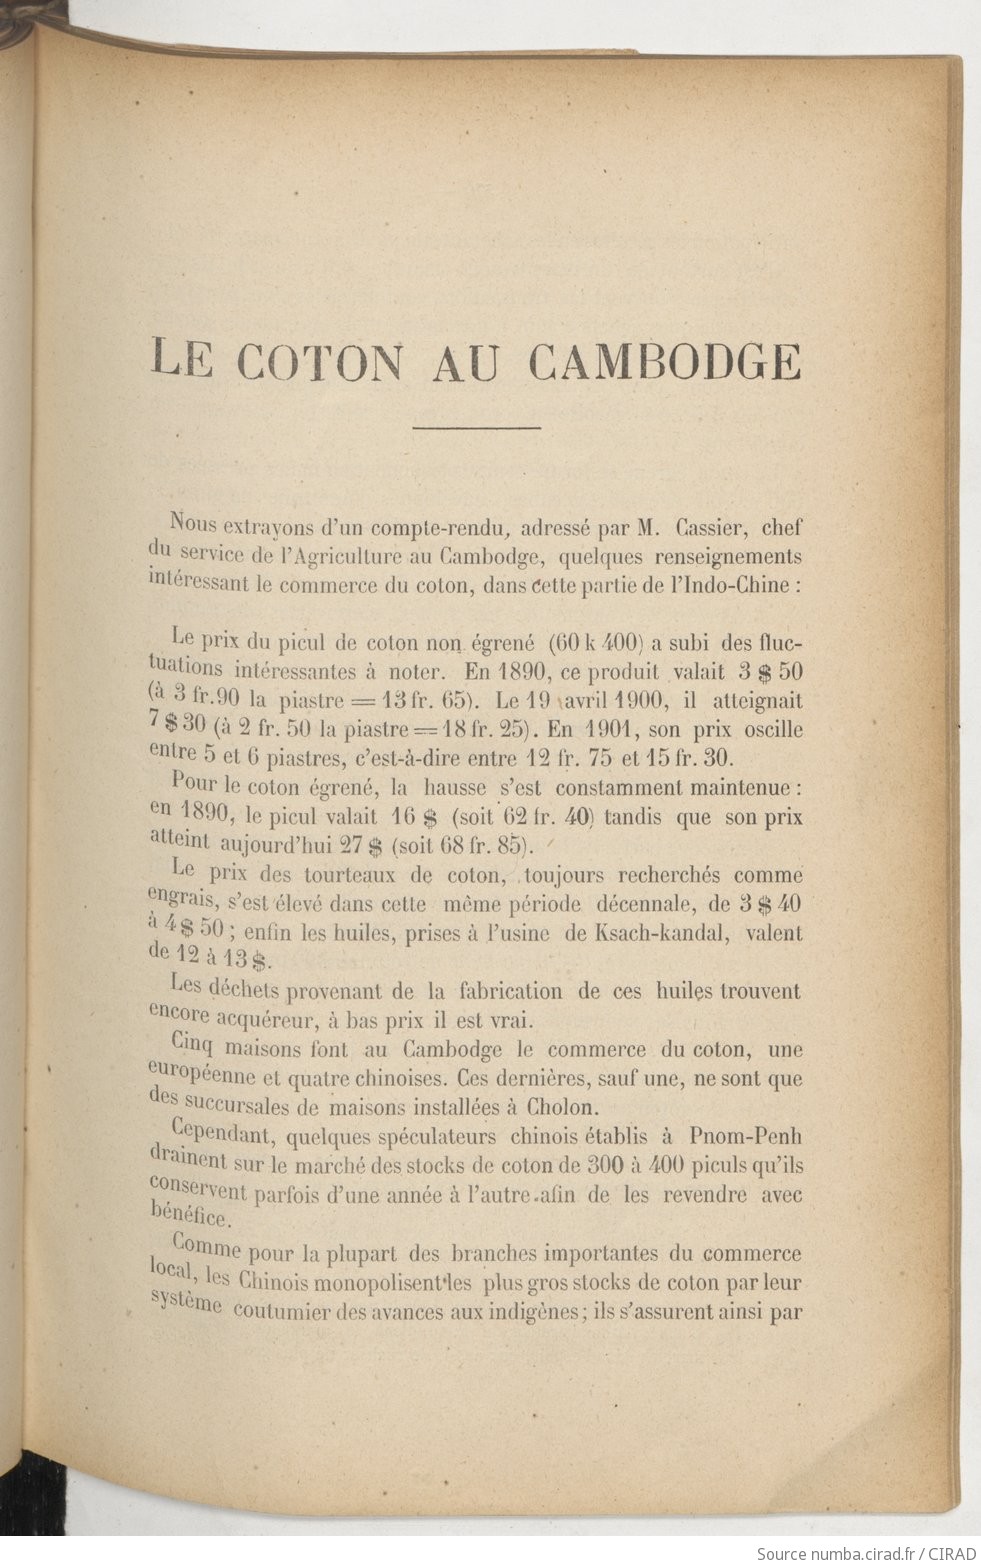 LE COTON AU CAMBODGE
Nous extrayons d'un compte-rendu, adressé par M. Cassier, chef
du service de l'Agriculture au Cambodge, quelques renseignements
intéressant le commerce du coton, dans cette partie de l'Indo-Chine :
Le prix du picul de coton non égrené (60 k 400) a subi des fluc-
tuations intéressantes à noter. En 1890, ce produit valait 3 $ 50
(à 3 fr.90 la piastre = 13 fr. 65). Le 19 avril 1900, il atteignait
7 $ 30 (à 2 fr. 50 la piastre = 18 fr. 25). En 1901, son prix oscille
entre 5 et 6 piastres, c'est-à-dire entre 12 fr. 75 et 15 fr. 30.
Pour le coton égrené, la hausse s'est constamment maintenue :
en 1890, le picul valait 16 $ (soit 62 fr. 40) tandis que son prix
atteint aujourd'hui 27 $ (soit 68 fr. 85).
Le prix des tourteaux de coton, toujours recherchés comme
engrais, s'est élevé dans cette même période décennale, de 3 $ 40
à 4 $ 50 ; enfin les huiles, prises à l'usine de Ksach-kandal, valent
de 12 à 13 $.
Les déchets provenant de la fabrication de ces huiles trouvent
encore acquéreur, à bas prix il est vrai.
Cinq maisons font au Cambodge le commerce du coton, une
européenne et quatre chinoises. Ces dernières, sauf une, ne sont que
des succursales de maisons installées à Cholon.
Cependant, quelques spéculateurs chinois établis à Pnom-Penh
drainent sur le marché des stocks de coton de 300 à 400 piculs qu'ils
conservent parfois d'une année à l'autre afin de les revendre avec
bénéfice.
Comme pour la plupart des branches importantes du commerce
local, les Chinois monopolisent les plus gros stocks de coton par leur
système coutumier des avances aux indigènes ; ils s'assurent ainsi par
Source numba.cirad.fr / CIRAD